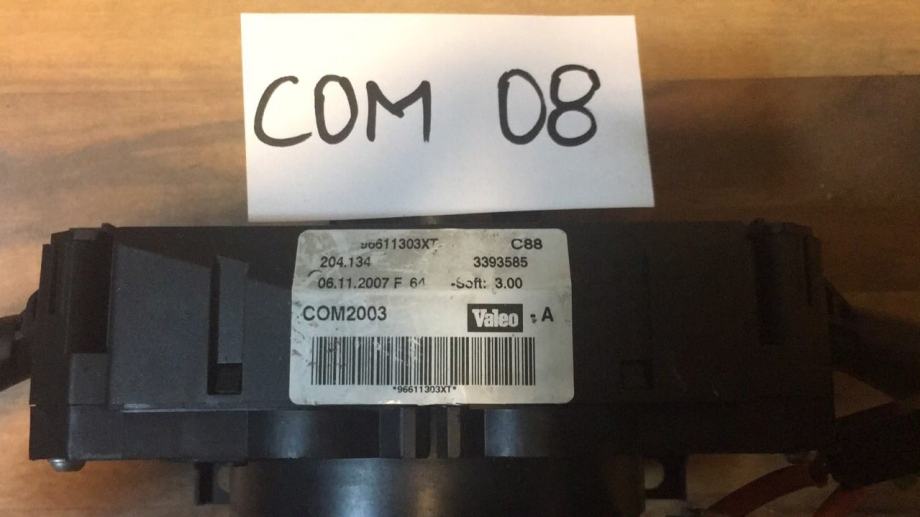 COM 08
96611303XT C88
204.134 3393585
06.11.2007 F 64 -Soft: 3.00
COM2003 Valeo : A
*96611303XT*